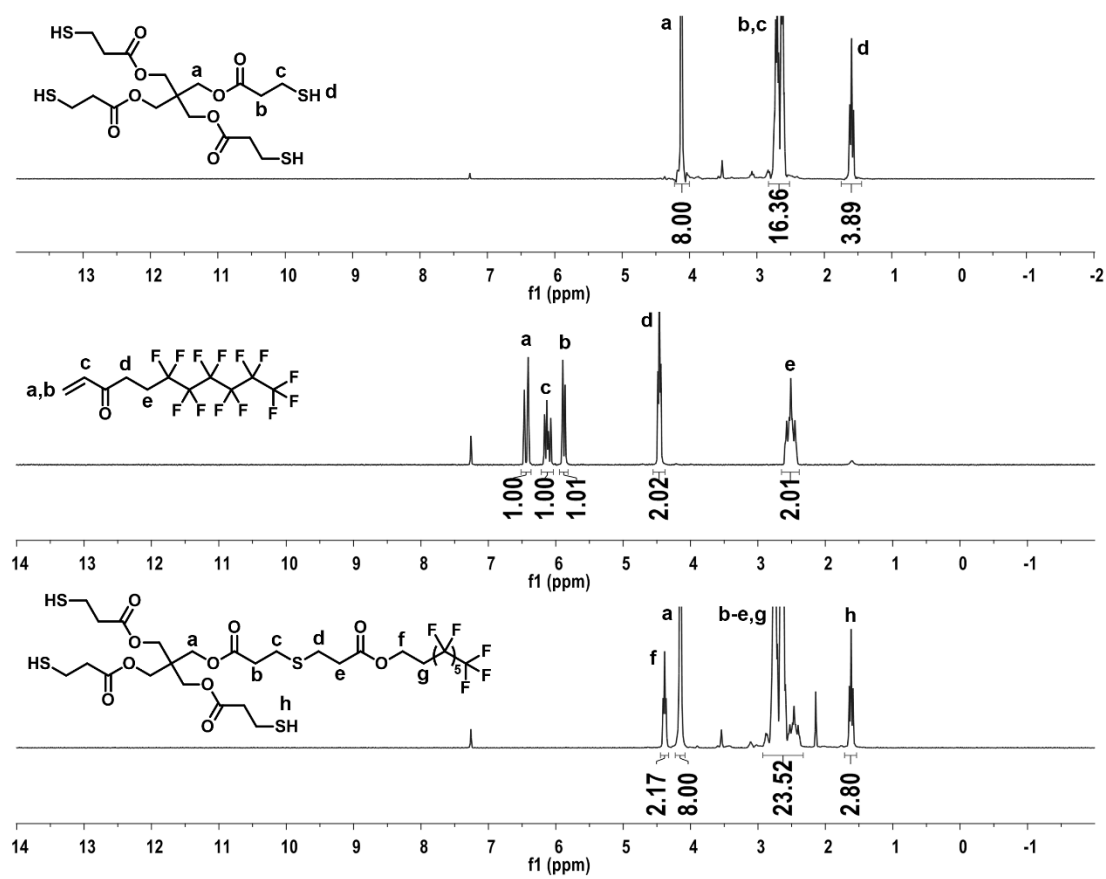 HS
O
O
a
O
c
HS
O
O
SH
d
O
O
b
O
O
SH
a
b,c
d
8.00
16.36
3.89
13 12 11 10 9 8 7 6 5 4 3 2 1 0 -1 -2
f1 (ppm)
c
d
F F F F F F
a,b
O
e
F F F F F F F F F
a
c
b
d
e
1.00
1.00
1.01
2.02
2.01
14 13 12 11 10 9 8 7 6 5 4 3 2 1 0 -1
f1 (ppm)
HS
O
O
a
O
c
d
O
f
F F F
HS
O
O
O
b
S
e
O
g
5
F F
O
O
h
O
SH
f
a
b-e,g
h
2.17
8.00
23.52
2.80
14 13 12 11 10 9 8 7 6 5 4 3 2 1 0 -1
f1 (ppm)